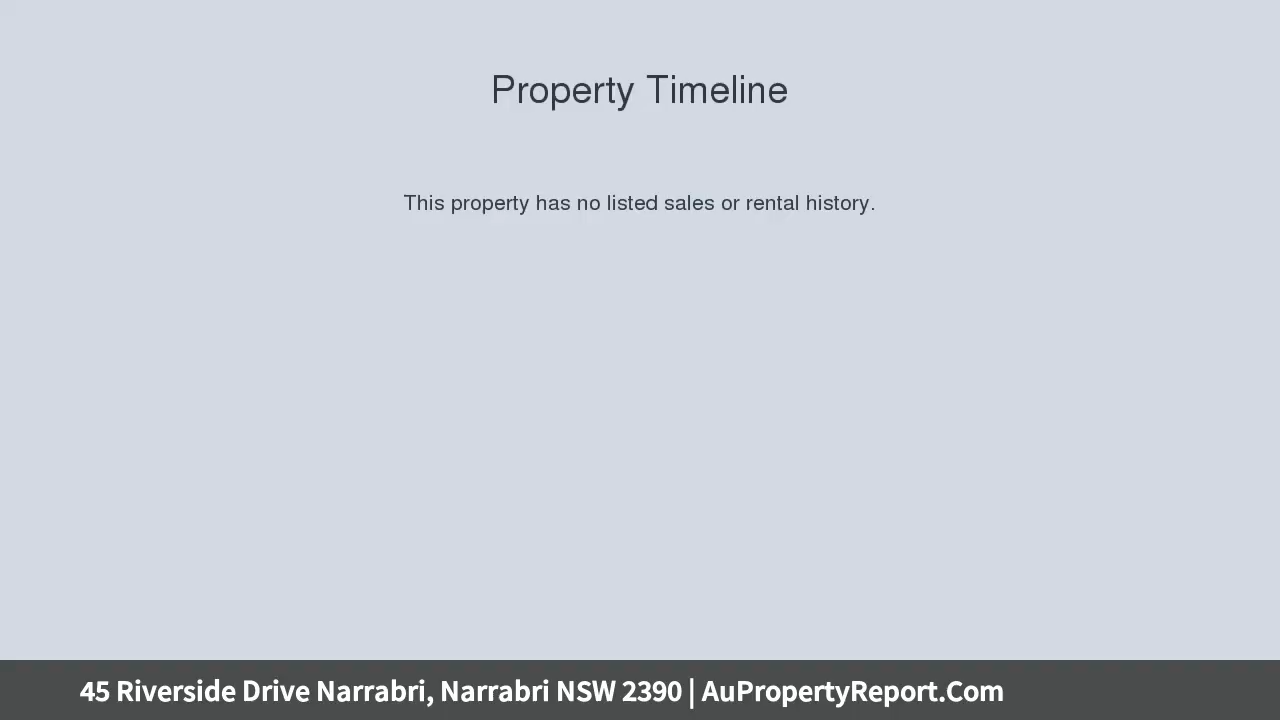 Property Timeline
This property has no listed sales or rental history.
45 Riverside Drive Narrabri, Narrabri NSW 2390 | AuPropertyReport.Com